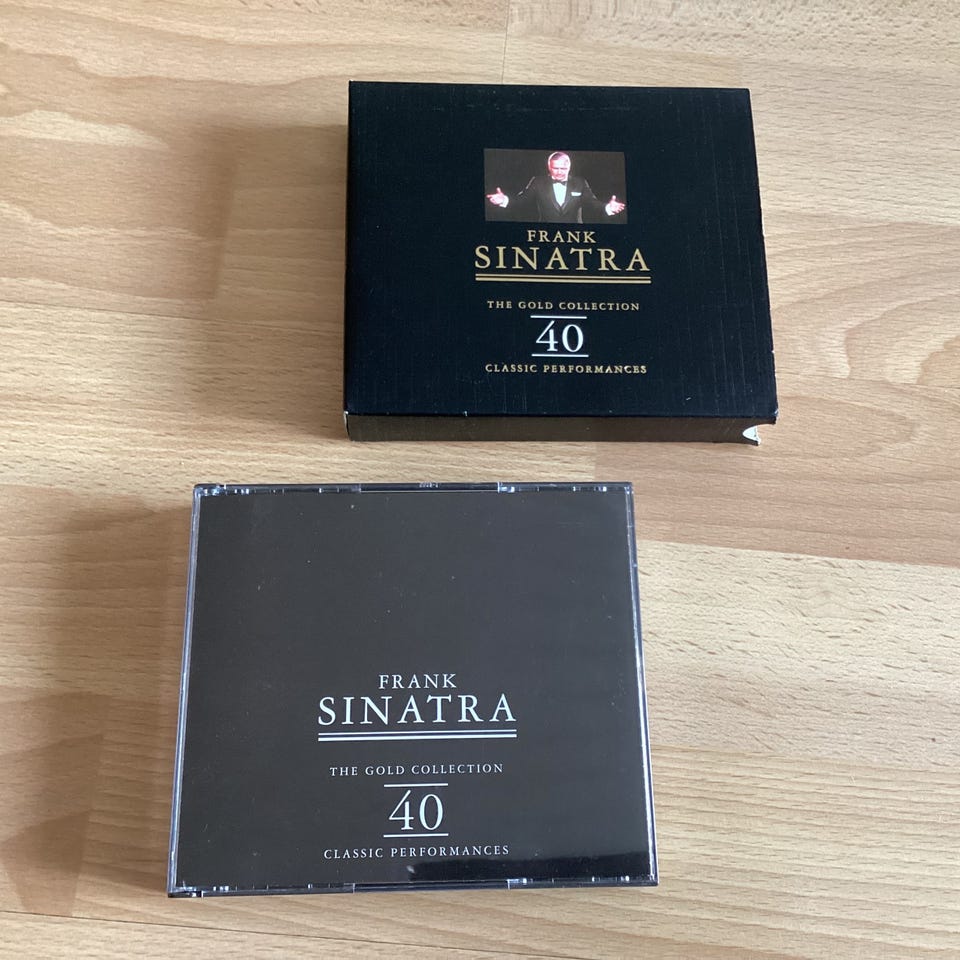 FRANK
SINATRA
THE GOLD COLLECTION
40
CLASSIC PERFORMANCES
FRANK
SINATRA
THE GOLD COLLECTION
40
CLASSIC PERFORMANCES